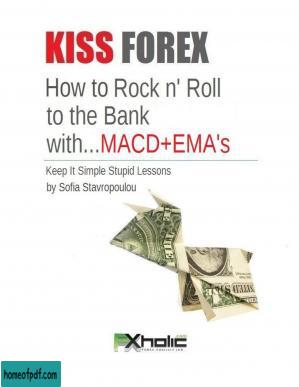 KISS FOREX
How to Rock n' Roll
to the Bank
with...MACD+EMA's
Keep It Simple Stupid Lessons
by Sofia Stavropoulou
FXholic
homeofpdf.com